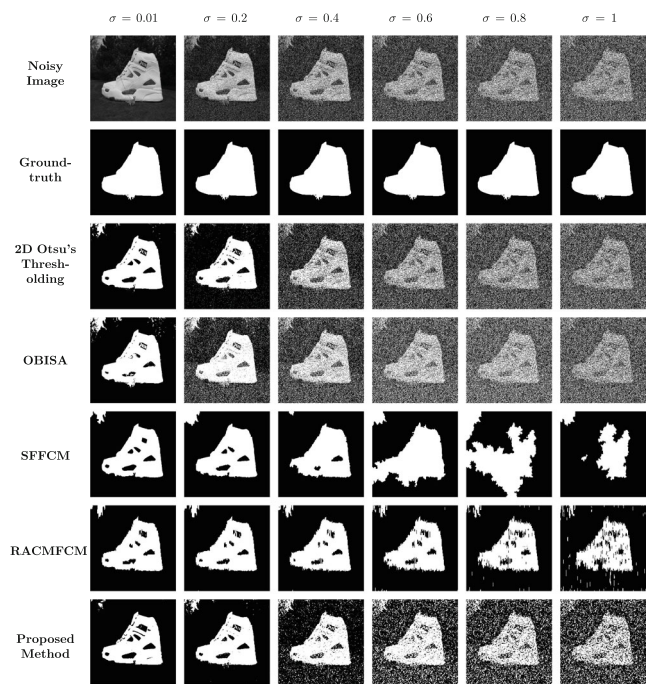 σ = 0.01 σ = 0.2 σ = 0.4 σ = 0.6 σ = 0.8 σ = 1
Noisy
Image
Ground-
truth
2D Otsu's
Thresh-
olding
OBISA
SFFCM
RACMFCM
Proposed
Method